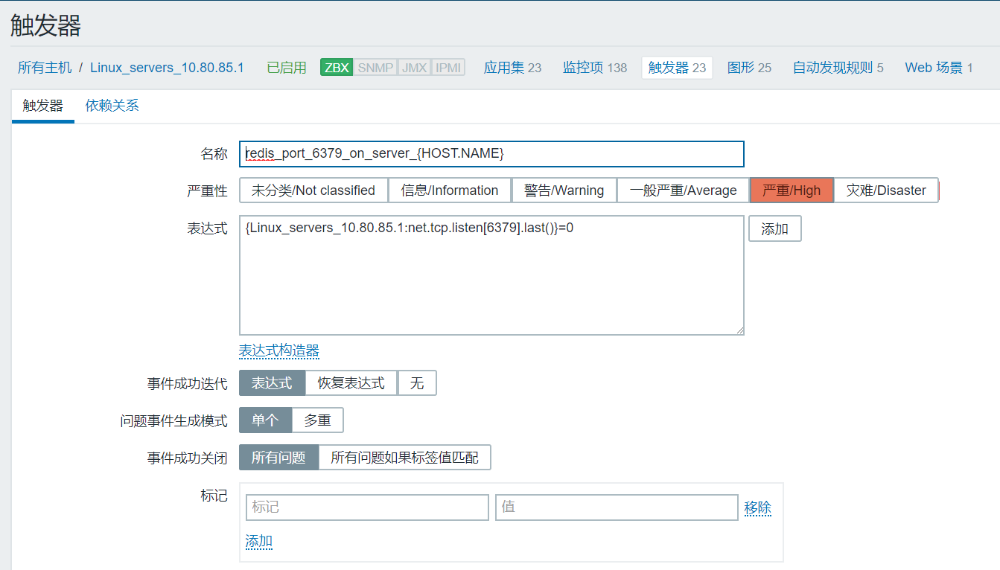 触发器
所有主机 / Linux_servers_10.80.85.1 已启用 ZBX SNMP JMX IPMI 应用集 23 监控项 138 触发器 23 图形 25 自动发现规则 5 Web 场景 1
触发器 依赖关系
名称 redis_port_6379_on_server_{HOST.NAME}
严重性 未分类/Not classified 信息/Information 警告/Warning 一般严重/Average 严重/High 灾难/Disaster
表达式 {Linux_servers_10.80.85.1:net.tcp.listen[6379].last()}=0 添加
表达式构造器
事件成功迭代 表达式 恢复表达式 无
问题事件生成模式 单个 多重
事件成功关闭 所有问题 所有问题如果标签值匹配
标记 标记 值 移除
添加